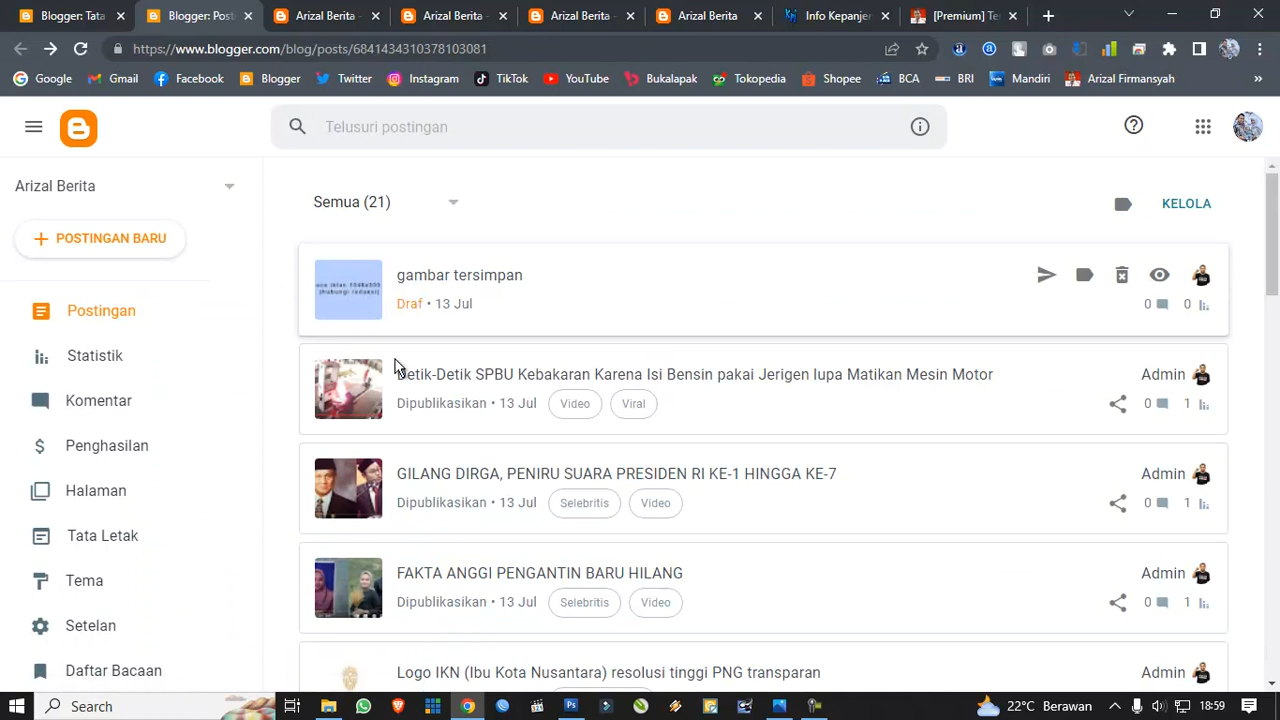 Blogger: Tata
Blogger: Pos
Arizal Berita -
Arizal Berita -
Arizal Berita -
Arizal Berita
Info Kepanjen
[Premium] Te
https://www.blogger.com/blog/posts/6841434310378103081
Google
Gmail
Facebook
Blogger
Twitter
Instagram
TikTok
YouTube
Bukalapak
Tokopedia
Shopee
BCA
BRI
Mandiri
Arizal Firmansyah
Telusuri postingan
Arizal Berita
POSTINGAN BARU
Postingan
Statistik
Komentar
Penghasilan
Halaman
Tata Letak
Tema
Setelan
Daftar Bacaan
Semua (21)
KELOLA
gambar tersimpan
Draf • 13 Jul
0 0
Detik-Detik SPBU Kebakaran Karena Isi Bensin pakai Jerigen lupa Matikan Mesin Motor
Admin
Dipublikasikan • 13 Jul Video Viral
0 1
GILANG DIRGA, PENIRU SUARA PRESIDEN RI KE-1 HINGGA KE-7
Admin
Dipublikasikan • 13 Jul Selebritis Video
0 1
FAKTA ANGGI PENGANTIN BARU HILANG
Admin
Dipublikasikan • 13 Jul Selebritis Video
0 1
Logo IKN (Ibu Kota Nusantara) resolusi tinggi PNG transparan
Admin
Search
22°C Berawan
18:59